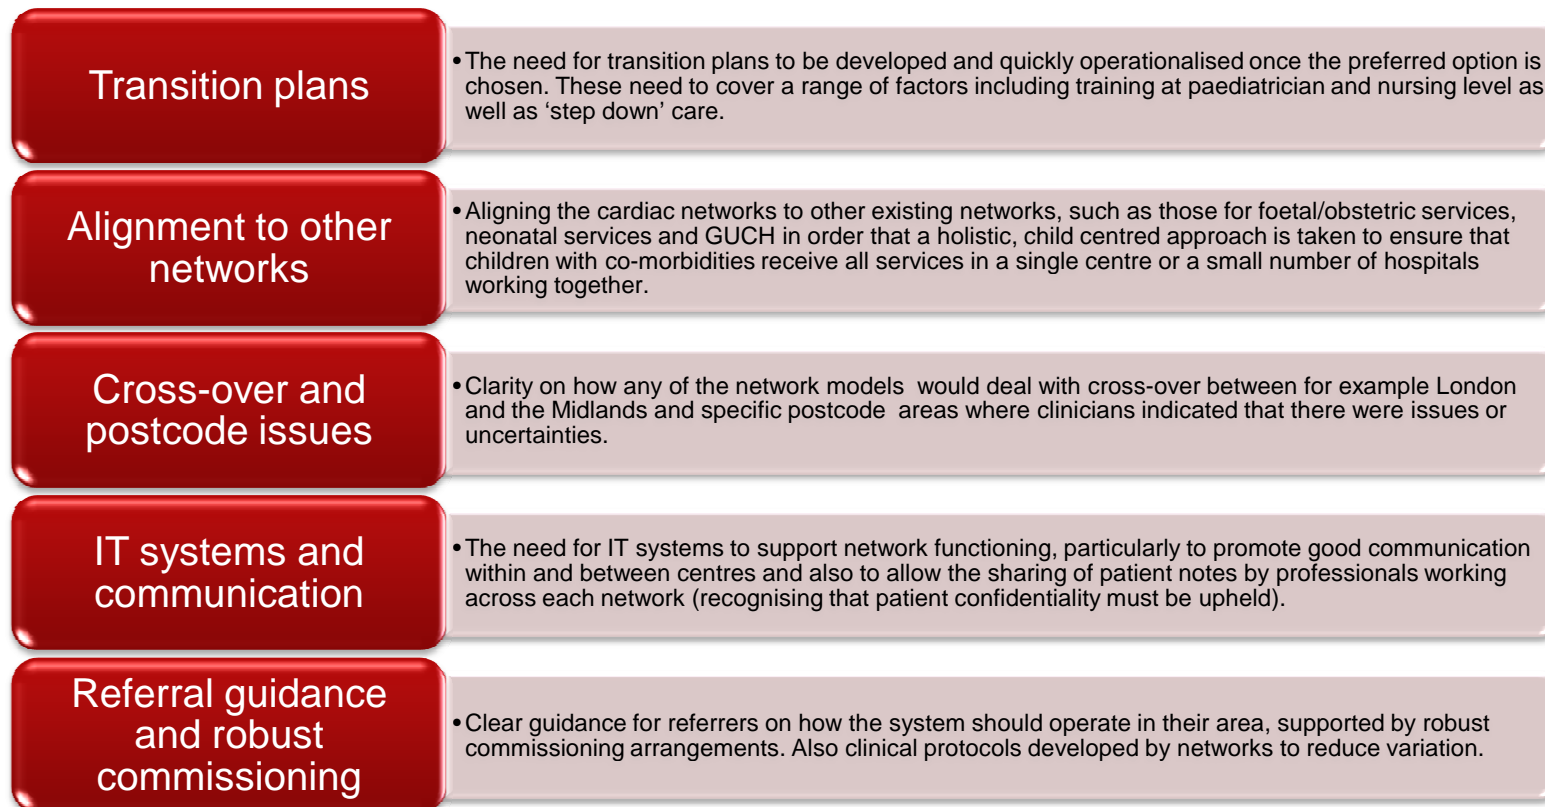 Transition plans
•The need for transition plans to be developed and quickly operationalised once the preferred option is
chosen. These need to cover a range of factors including training at paediatrician and nursing level as
well as ‘step down’ care.
Alignment to other
networks
•Aligning the cardiac networks to other existing networks, such as those for foetal/obstetric services,
neonatal services and GUCH in order that a holistic, child centred approach is taken to ensure that
children with co-morbidities receive all services in a single centre or a small number of hospitals
working together.
Cross-over and
postcode issues
•Clarity on how any of the network models would deal with cross-over between for example London
and the Midlands and specific postcode areas where clinicians indicated that there were issues or
uncertainties.
IT systems and
communication
•The need for IT systems to support network functioning, particularly to promote good communication
within and between centres and also to allow the sharing of patient notes by professionals working
across each network (recognising that patient confidentiality must be upheld).
Referral guidance
and robust
commissioning
•Clear guidance for referrers on how the system should operate in their area, supported by robust
commissioning arrangements. Also clinical protocols developed by networks to reduce variation.